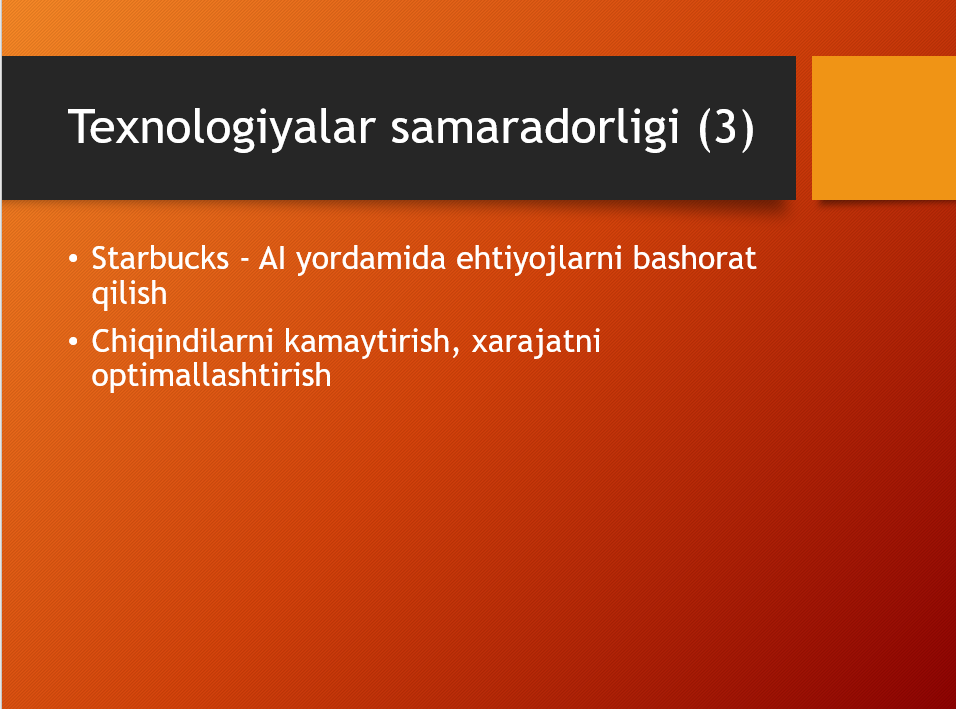 Texnologiyalar samaradorligi (3)
• Starbucks - AI yordamida ehtiyojlarni bashorat
qilish
• Chiqindilarni kamaytirish, xarajatni
optimallashtirish